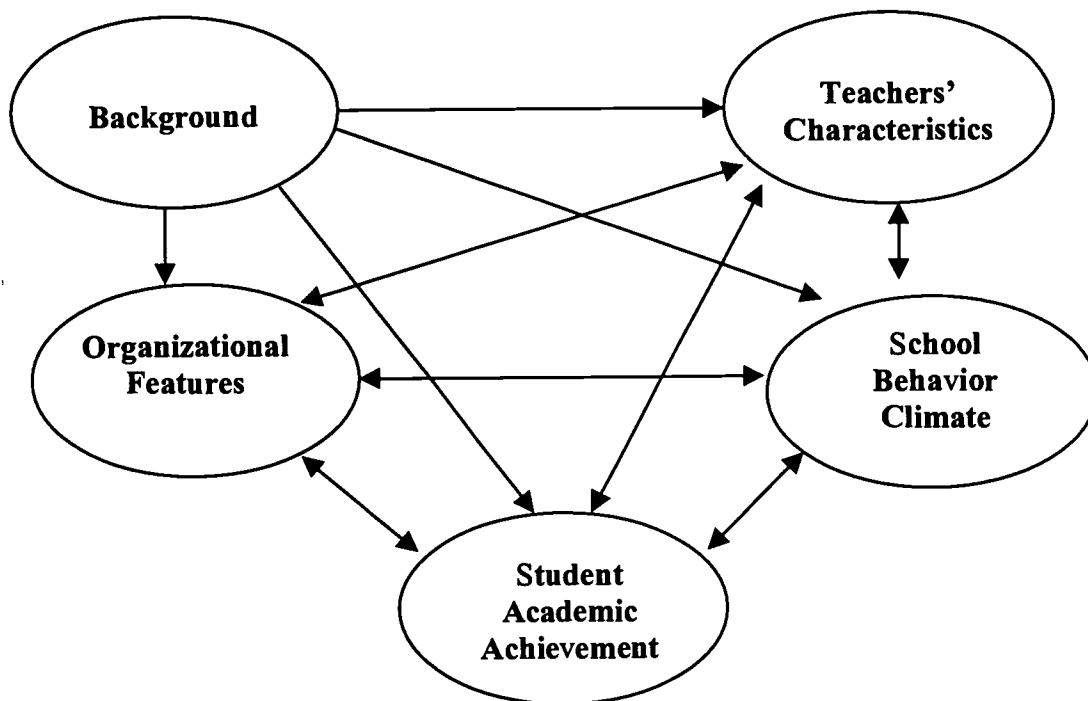 Background
Teachers’
Characteristics
Organizational
Features
School
Behavior
Climate
Student
Academic
Achievement